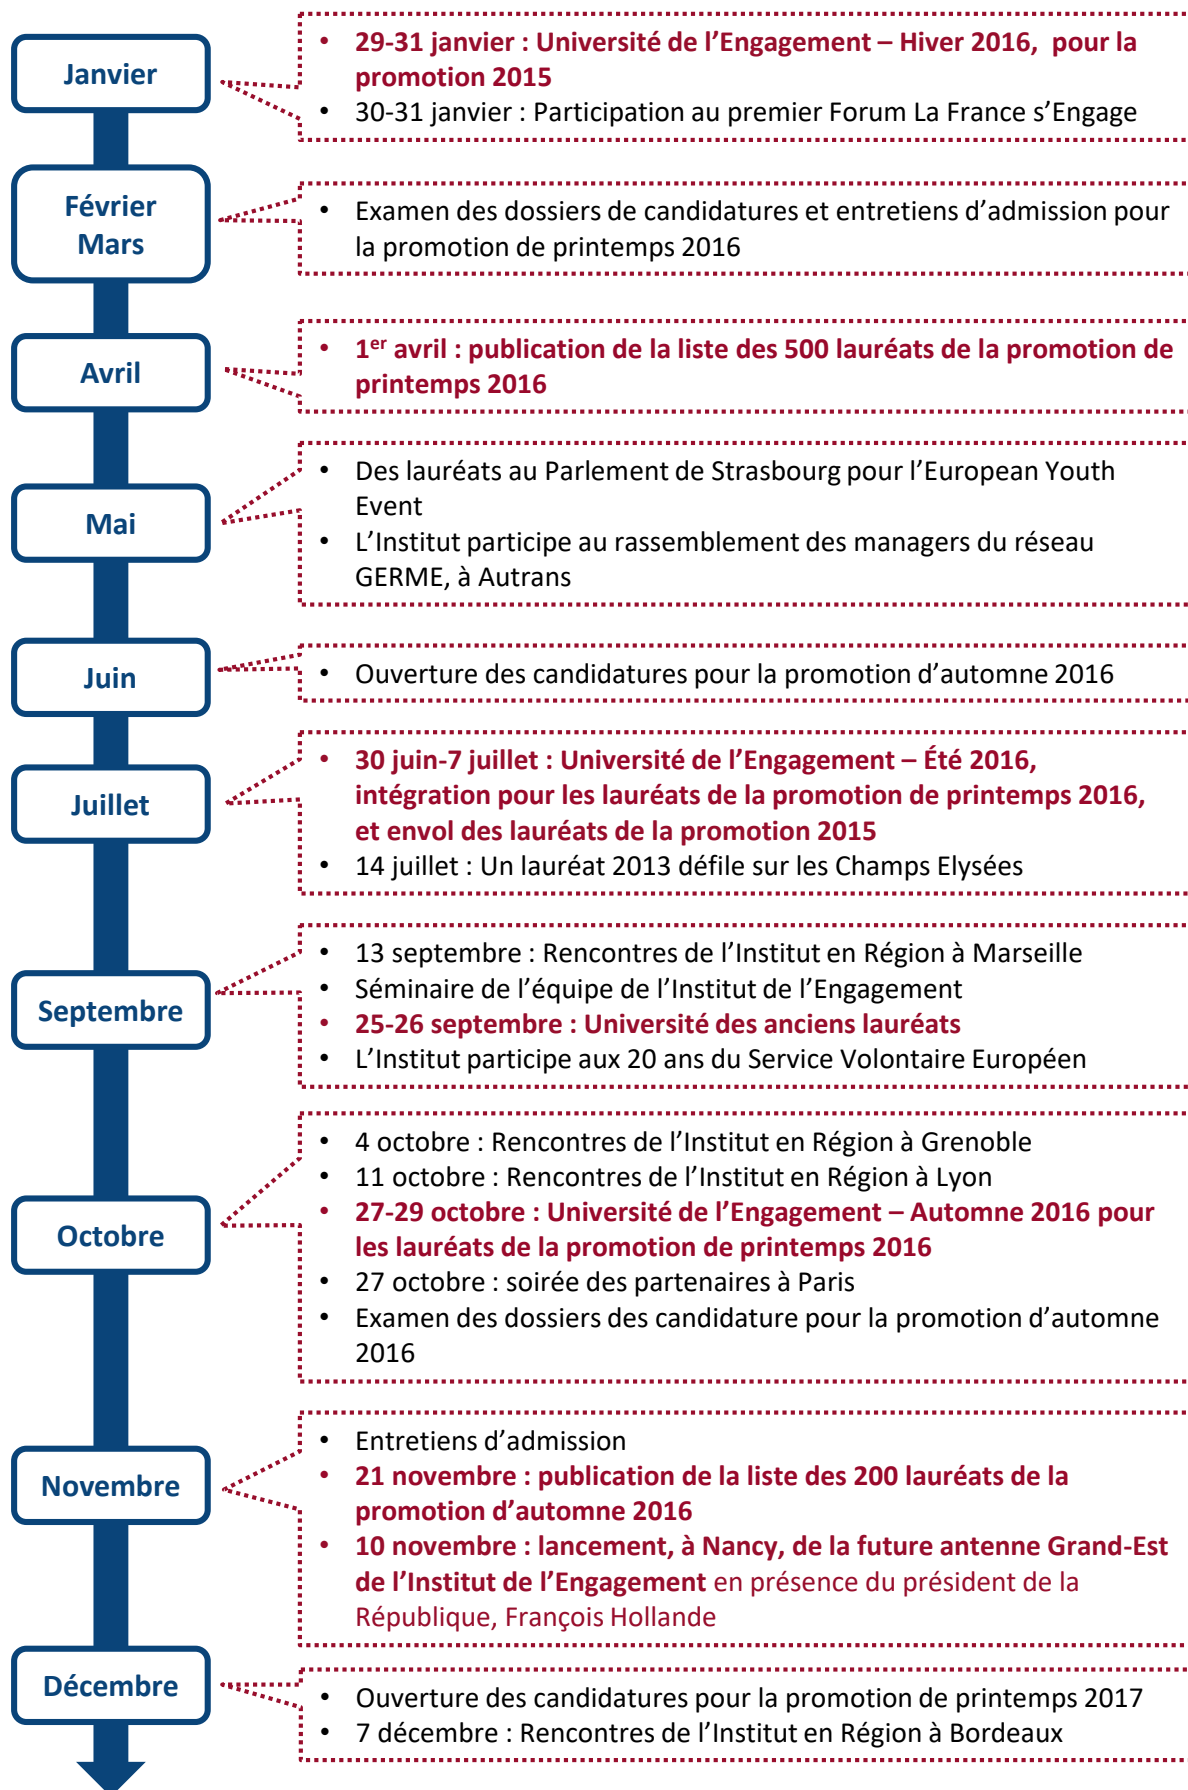 Janvier
• 29-31 janvier : Université de l’Engagement – Hiver 2016, pour la
promotion 2015
• 30-31 janvier : Participation au premier Forum La France s’Engage
Février
Mars
• Examen des dossiers de candidatures et entretiens d’admission pour
la promotion de printemps 2016
Avril
• 1er avril : publication de la liste des 500 lauréats de la promotion de
printemps 2016
Mai
• Des lauréats au Parlement de Strasbourg pour l’European Youth
Event
• L’Institut participe au rassemblement des managers du réseau
GERME, à Autrans
Juin
• Ouverture des candidatures pour la promotion d’automne 2016
Juillet
• 30 juin-7 juillet : Université de l’Engagement – Été 2016,
intégration pour les lauréats de la promotion de printemps 2016,
et envol des lauréats de la promotion 2015
• 14 juillet : Un lauréat 2013 défile sur les Champs Elysées
Septembre
• 13 septembre : Rencontres de l’Institut en Région à Marseille
• Séminaire de l’équipe de l’Institut de l’Engagement
• 25-26 septembre : Université des anciens lauréats
• L’Institut participe aux 20 ans du Service Volontaire Européen
Octobre
• 4 octobre : Rencontres de l’Institut en Région à Grenoble
• 11 octobre : Rencontres de l’Institut en Région à Lyon
• 27-29 octobre : Université de l’Engagement – Automne 2016 pour
les lauréats de la promotion de printemps 2016
• 27 octobre : soirée des partenaires à Paris
• Examen des dossiers des candidature pour la promotion d’automne
2016
Novembre
• Entretiens d’admission
• 21 novembre : publication de la liste des 200 lauréats de la
promotion d’automne 2016
• 10 novembre : lancement, à Nancy, de la future antenne Grand-Est
de l’Institut de l’Engagement en présence du président de la
République, François Hollande
Décembre
• Ouverture des candidatures pour la promotion de printemps 2017
• 7 décembre : Rencontres de l’Institut en Région à Bordeaux